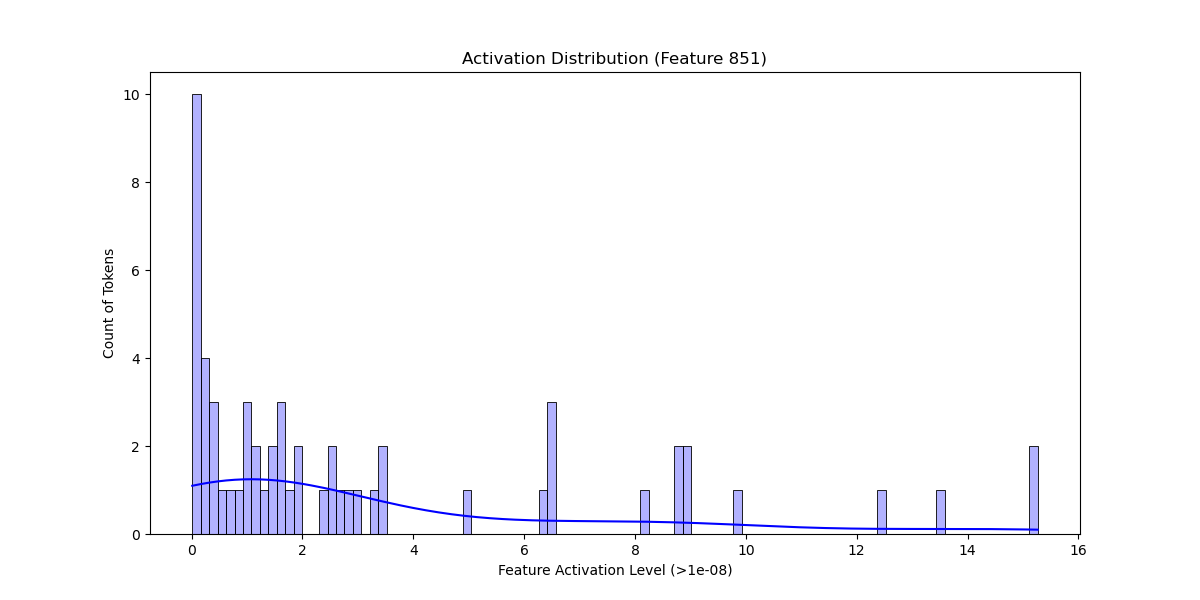 Activation Distribution (Feature 851)
Count of Tokens
10
8
6
4
2
0
0 2 4 6 8 10 12 14 16
Feature Activation Level (>1e-08)